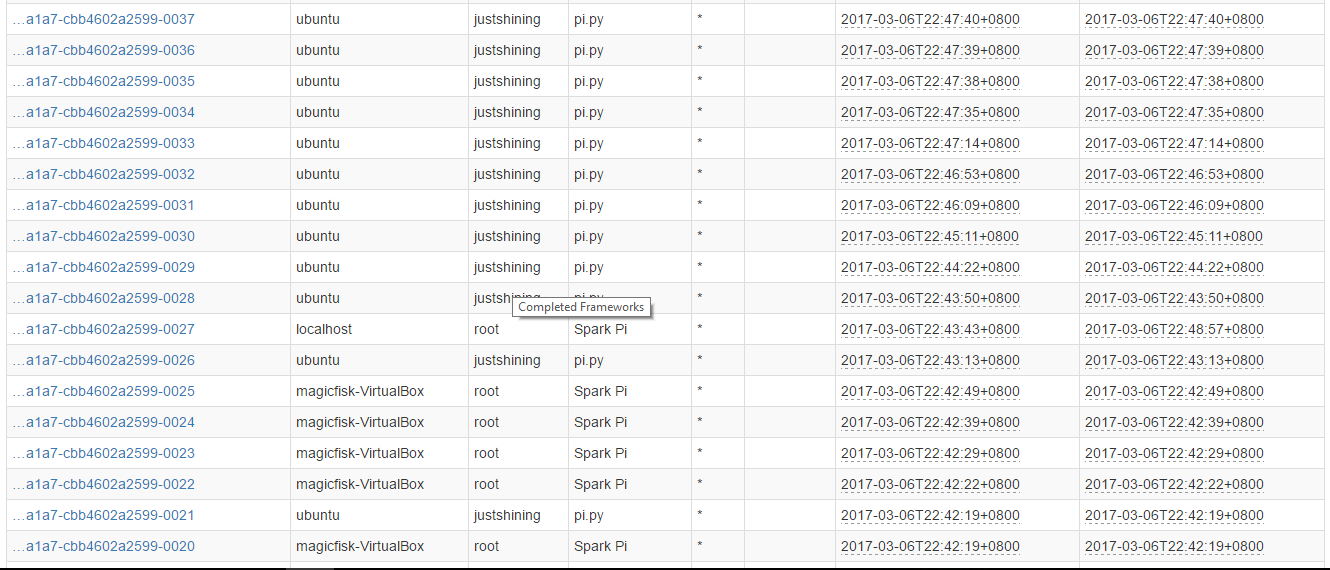 ...a1a7-cbb4602a2599-0037 ubuntu justshining pi.py * 2017-03-06T22:47:40+0800 2017-03-06T22:47:40+0800
...a1a7-cbb4602a2599-0036 ubuntu justshining pi.py * 2017-03-06T22:47:39+0800 2017-03-06T22:47:39+0800
...a1a7-cbb4602a2599-0035 ubuntu justshining pi.py * 2017-03-06T22:47:38+0800 2017-03-06T22:47:38+0800
...a1a7-cbb4602a2599-0034 ubuntu justshining pi.py * 2017-03-06T22:47:35+0800 2017-03-06T22:47:35+0800
...a1a7-cbb4602a2599-0033 ubuntu justshining pi.py * 2017-03-06T22:47:14+0800 2017-03-06T22:47:14+0800
...a1a7-cbb4602a2599-0032 ubuntu justshining pi.py * 2017-03-06T22:46:53+0800 2017-03-06T22:46:53+0800
...a1a7-cbb4602a2599-0031 ubuntu justshining pi.py * 2017-03-06T22:46:09+0800 2017-03-06T22:46:09+0800
...a1a7-cbb4602a2599-0030 ubuntu justshining pi.py * 2017-03-06T22:45:11+0800 2017-03-06T22:45:11+0800
...a1a7-cbb4602a2599-0029 ubuntu justshining pi.py * 2017-03-06T22:44:22+0800 2017-03-06T22:44:22+0800
...a1a7-cbb4602a2599-0028 ubuntu justshining pi.py * 2017-03-06T22:43:50+0800 2017-03-06T22:43:50+0800
Completed Frameworks
...a1a7-cbb4602a2599-0027 localhost root Spark Pi * 2017-03-06T22:43:43+0800 2017-03-06T22:48:57+0800
...a1a7-cbb4602a2599-0026 ubuntu justshining pi.py * 2017-03-06T22:43:13+0800 2017-03-06T22:43:13+0800
...a1a7-cbb4602a2599-0025 magicfisk-VirtualBox root Spark Pi * 2017-03-06T22:42:49+0800 2017-03-06T22:42:49+0800
...a1a7-cbb4602a2599-0024 magicfisk-VirtualBox root Spark Pi * 2017-03-06T22:42:39+0800 2017-03-06T22:42:39+0800
...a1a7-cbb4602a2599-0023 magicfisk-VirtualBox root Spark Pi * 2017-03-06T22:42:29+0800 2017-03-06T22:42:29+0800
...a1a7-cbb4602a2599-0022 magicfisk-VirtualBox root Spark Pi * 2017-03-06T22:42:22+0800 2017-03-06T22:42:22+0800
...a1a7-cbb4602a2599-0021 ubuntu justshining pi.py * 2017-03-06T22:42:19+0800 2017-03-06T22:42:19+0800
...a1a7-cbb4602a2599-0020 magicfisk-VirtualBox root Spark Pi * 2017-03-06T22:42:19+0800 2017-03-06T22:42:19+0800